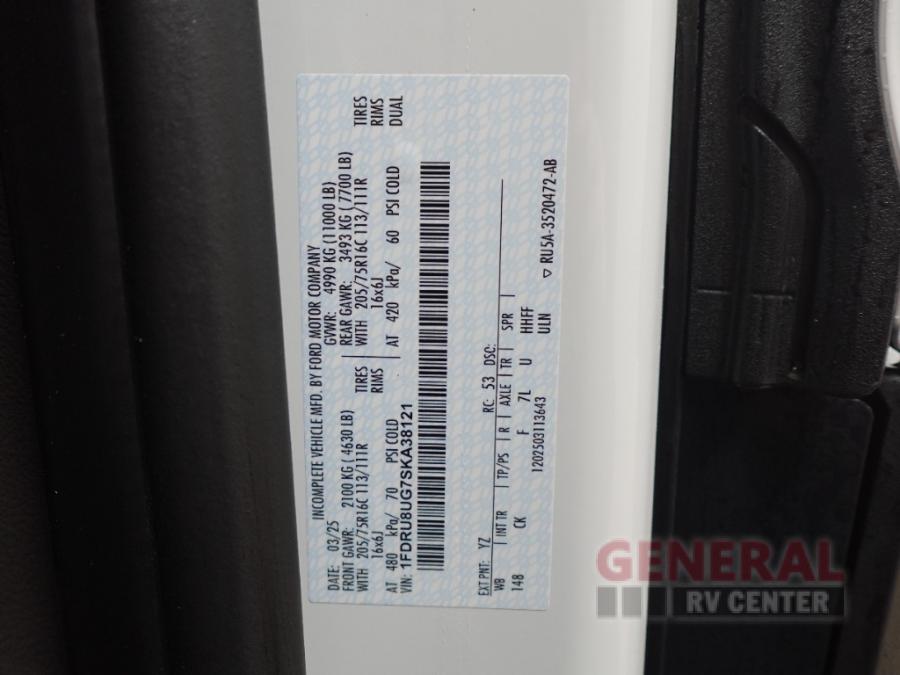 INCOMPLETE VEHICLE MFD. BY FORD MOTOR COMPANY
DATE: 03/25 GVWR: 4990 KG (11000 LB)
FRONT GAWR: 2100 KG ( 4630 LB) REAR GAWR: 3493 KG ( 7700 LB)
WITH 205/75R16C 113/111R TIRES WITH 205/75R16C 113/111R TIRES
16x6J RIMS 16x6J RIMS
AT 480 kPa/ 70 PSI COLD AT 420 kPa/ 60 PSI COLD DUAL
VIN: 1FDRU8UG7SKA38121
EXT PNT: YZ RC: 53 DSC:
WB INT TR TP/PS R AXLE TR SPR
148 CK F 7L U HHFF
1202503113643 ULN
▽ RU5A-3520472-AB
GENERAL
RV CENTER